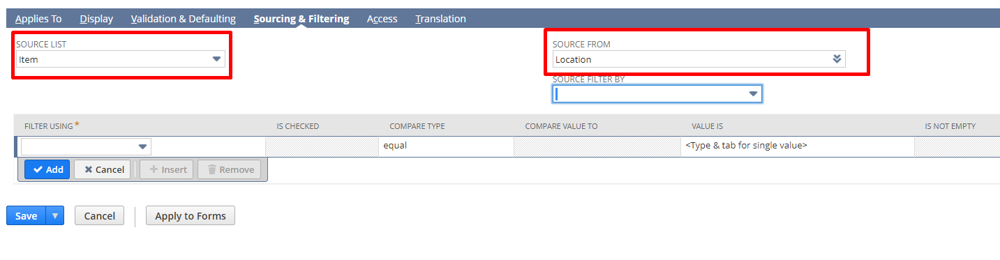 Applies To Display Validation & Defaulting Sourcing & Filtering Access Translation
SOURCE LIST SOURCE FROM
Item Location
SOURCE FILTER BY
FILTER USING * IS CHECKED COMPARE TYPE COMPARE VALUE TO VALUE IS IS NOT EMPTY
equal <Type & tab for single value>
Add Cancel Insert Remove
Save Cancel Apply to Forms